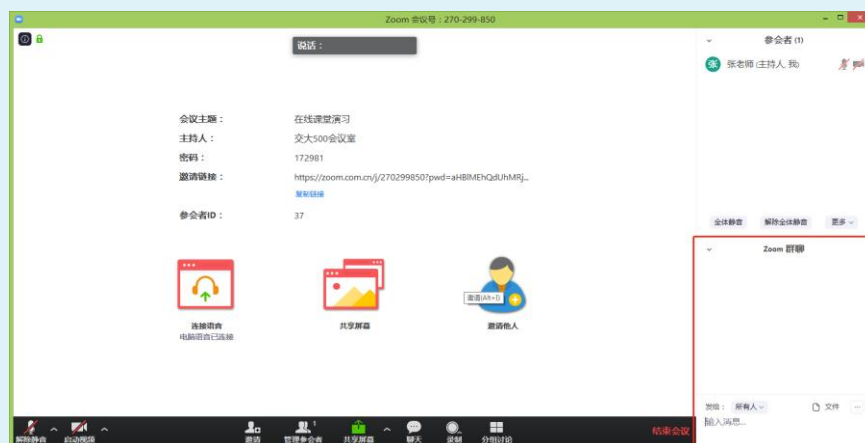 Zoom 会议号：270-299-850
说话：
参会者 (1)
张
张老师 (主持人, 我)
会议主题：
在线课堂演习
主持人：
交大500会议室
密码：
172981
邀请链接：
https://zoom.com.cn/j/270299850?pwd=aHBlMEhQdUhMRj...
复制链接
参会者ID：
37
全体静音
解除全体静音
更多
Zoom 群聊
邀请(Alt+I)
连接语音
电脑语音已连接
共享屏幕
邀请他人
发给：
所有人
文件
输入消息...
解除静音
启动视频
邀请
1
管理参会者
共享屏幕
聊天
录制
分组讨论
结束会议